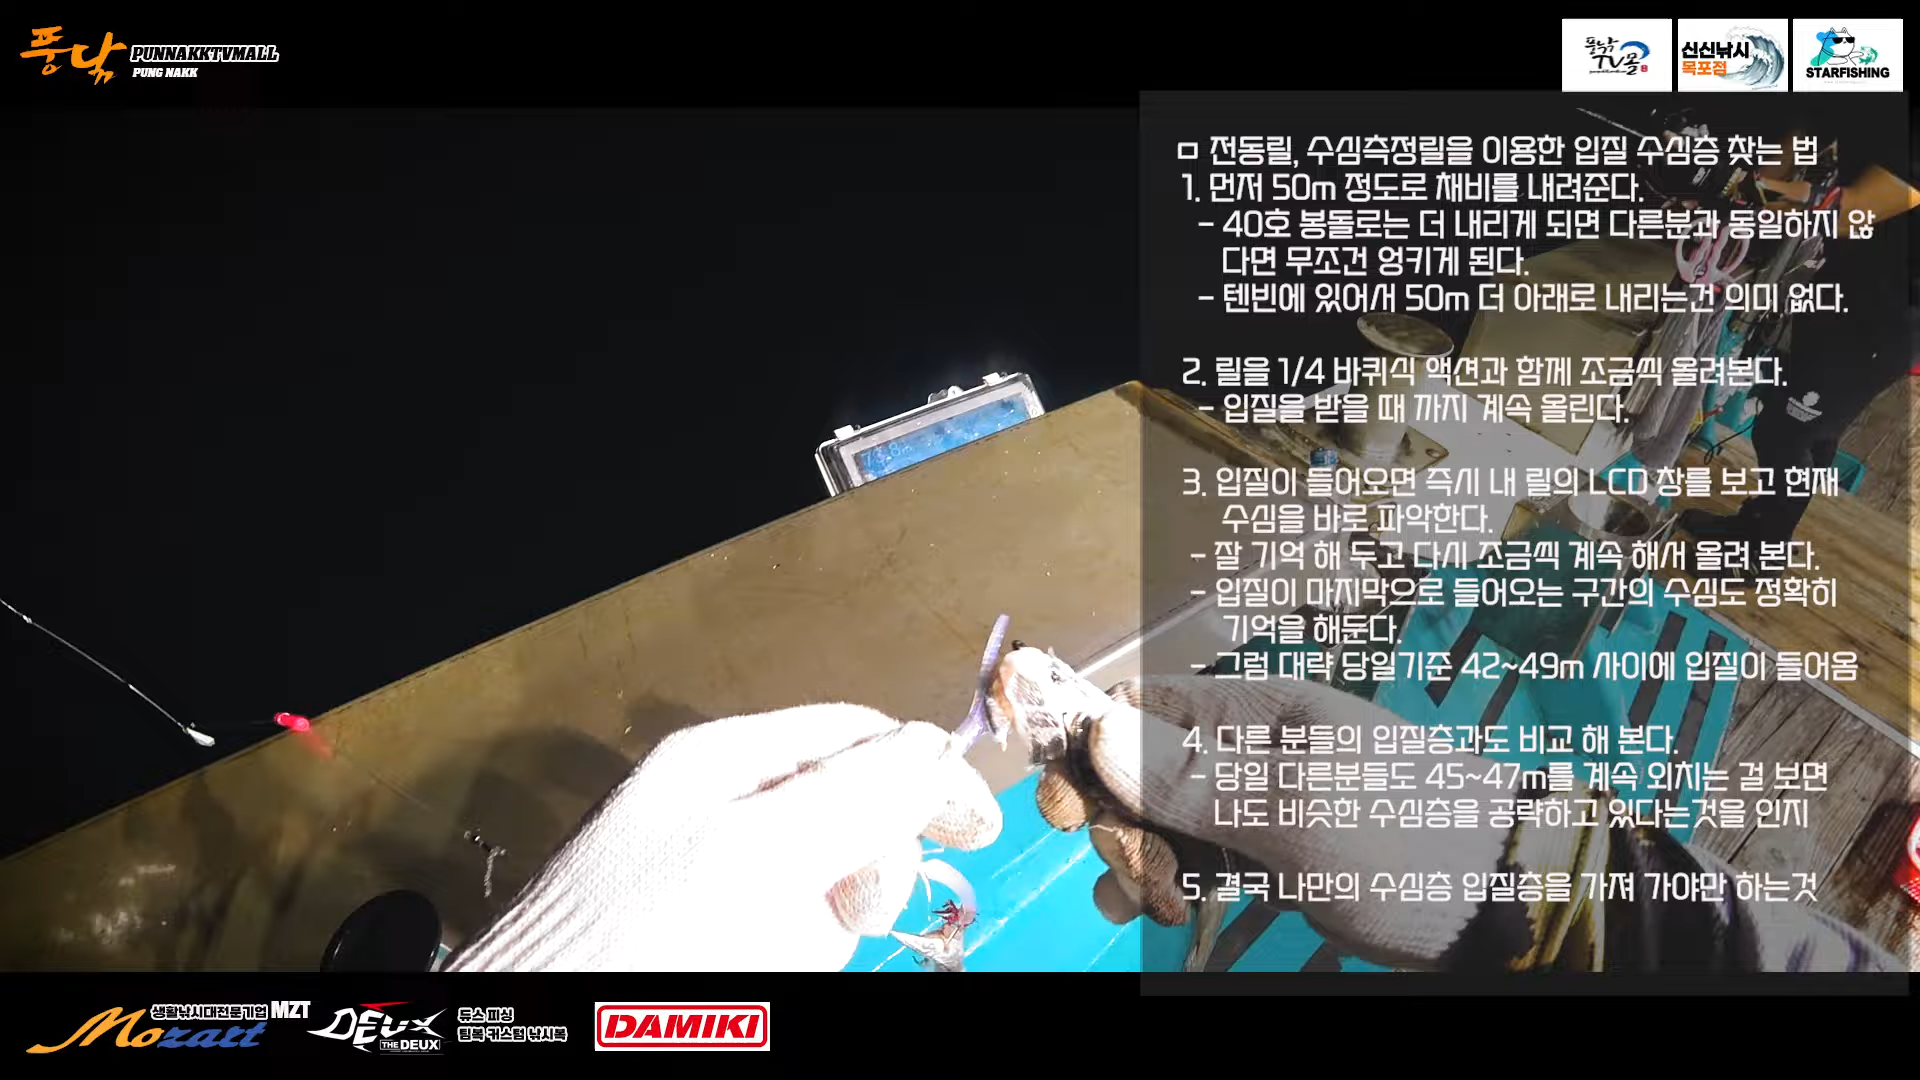 풍낚 PUNNAKKTVMALL
PUNG NAKK
풍낚
TV몰
신신낚시
목포점
STARFISHING
ㅁ 전동릴, 수심측정릴을 이용한 입질 수심층 찾는 법
1. 먼저 50m 정도로 채비를 내려준다.
- 40호 봉돌로는 더 내리게 되면 다른분과 동일하지 않
다면 무조건 엉키게 된다.
- 텐빈에 있어서 50m 더 아래로 내리는건 의미 없다.
2. 릴을 1/4 바퀴식 액션과 함께 조금씩 올려본다.
- 입질을 받을 때 까지 계속 올린다.
3. 입질이 들어오면 즉시 내 릴의 LCD 창를 보고 현재
수심을 바로 파악한다.
- 잘 기억 해 두고 다시 조금씩 계속 해서 올려 본다.
- 입질이 마지막으로 들어오는 구간의 수심도 정확히
기억을 해둔다.
- 그럼 대략 당일기준 42~49m 사이에 입질이 들어옴
4. 다른 분들의 입질층과도 비교 해 본다.
- 당일 다른분들도 45~47m를 계속 외치는 걸 보면
나도 비슷한 수심층을 공략하고 있다는것을 인지
5. 결국 나만의 수심층 입질층을 가져 가야만 하는것
생활낚시대전문기업 MZT
Mozart
DEUX
THE DEUX
듀스 피싱
팀복 커스텀 낚시복
DAMIKI